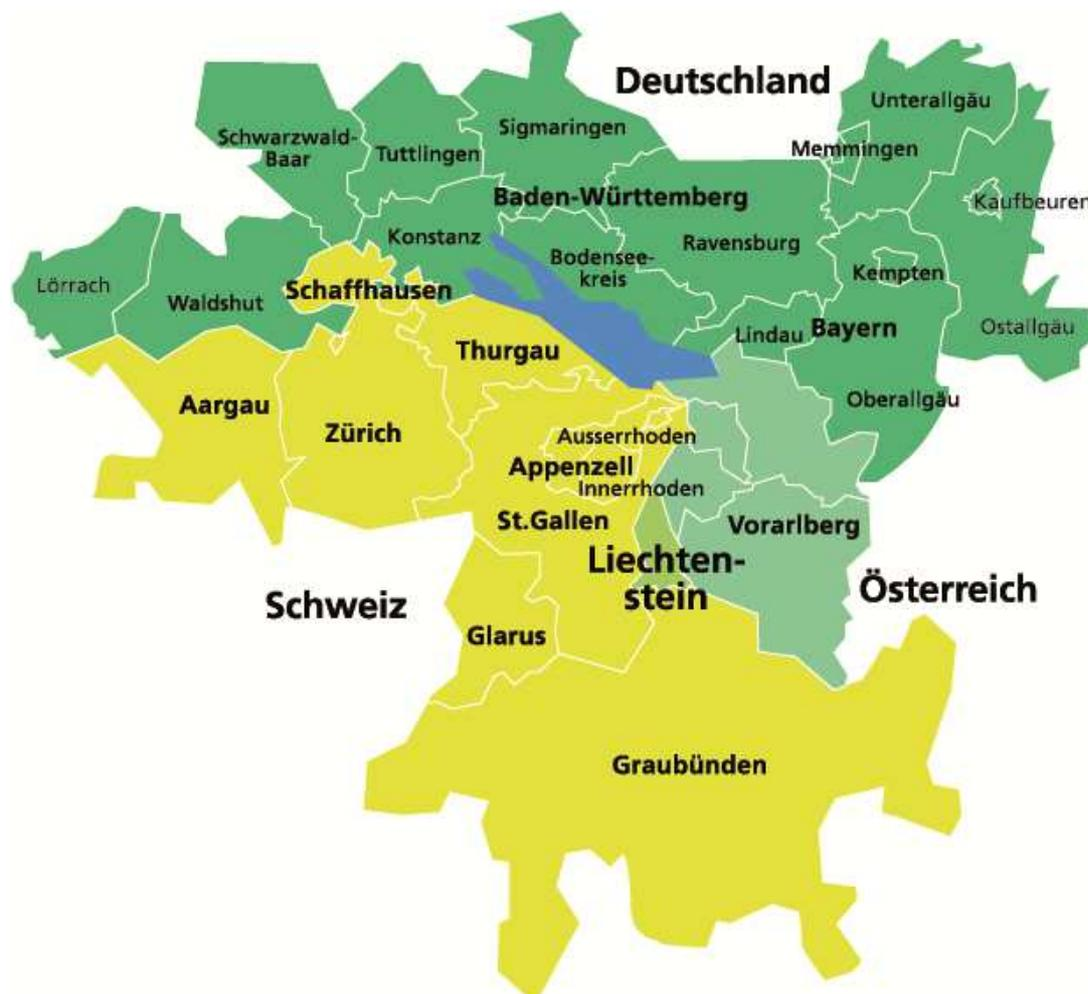 Deutschland
Unterallgäu
Sigmaringen
Schwarzwald-
Baar
Tuttlingen
Memmingen
Baden-Württemberg
Kaufbeuren
Konstanz
Ravensburg
Bodensee-
kreis
Kempten
Lörrach
Waldshut
Schaffhausen
Lindau
Bayern
Ostallgäu
Thurgau
Aargau
Oberallgäu
Zürich
Ausserrhoden
Appenzell
Innerrhoden
St.Gallen
Vorarlberg
Liechten-
stein
Österreich
Schweiz
Glarus
Graubünden